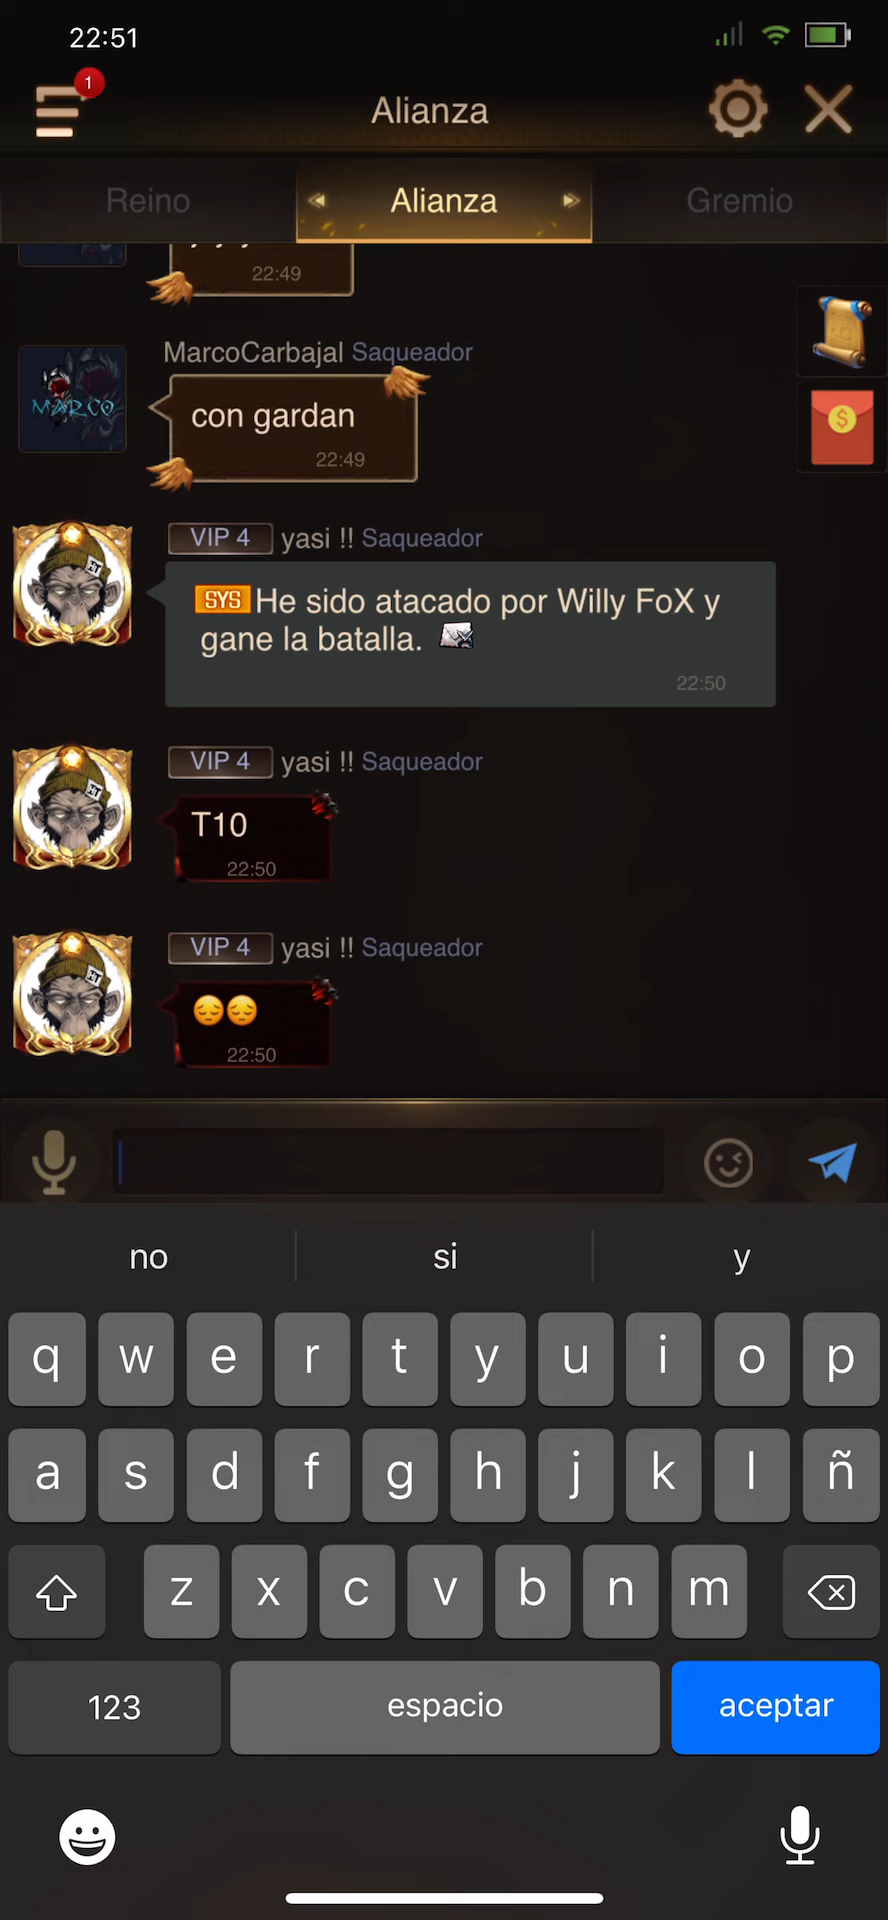 22:51
1
Alianza
Reino
Alianza
Gremio
22:49
MarcoCarbajal Saqueador
MARCO
con gardan
22:49
VIP 4 yasi !! Saqueador
SYS He sido atacado por Willy FoX y
gane la batalla.
22:50
VIP 4 yasi !! Saqueador
T10
22:50
VIP 4 yasi !! Saqueador
😔😔
22:50
no si y
q w e r t y u i o p
a s d f g h j k l ñ
z x c v b n m
123 espacio aceptar